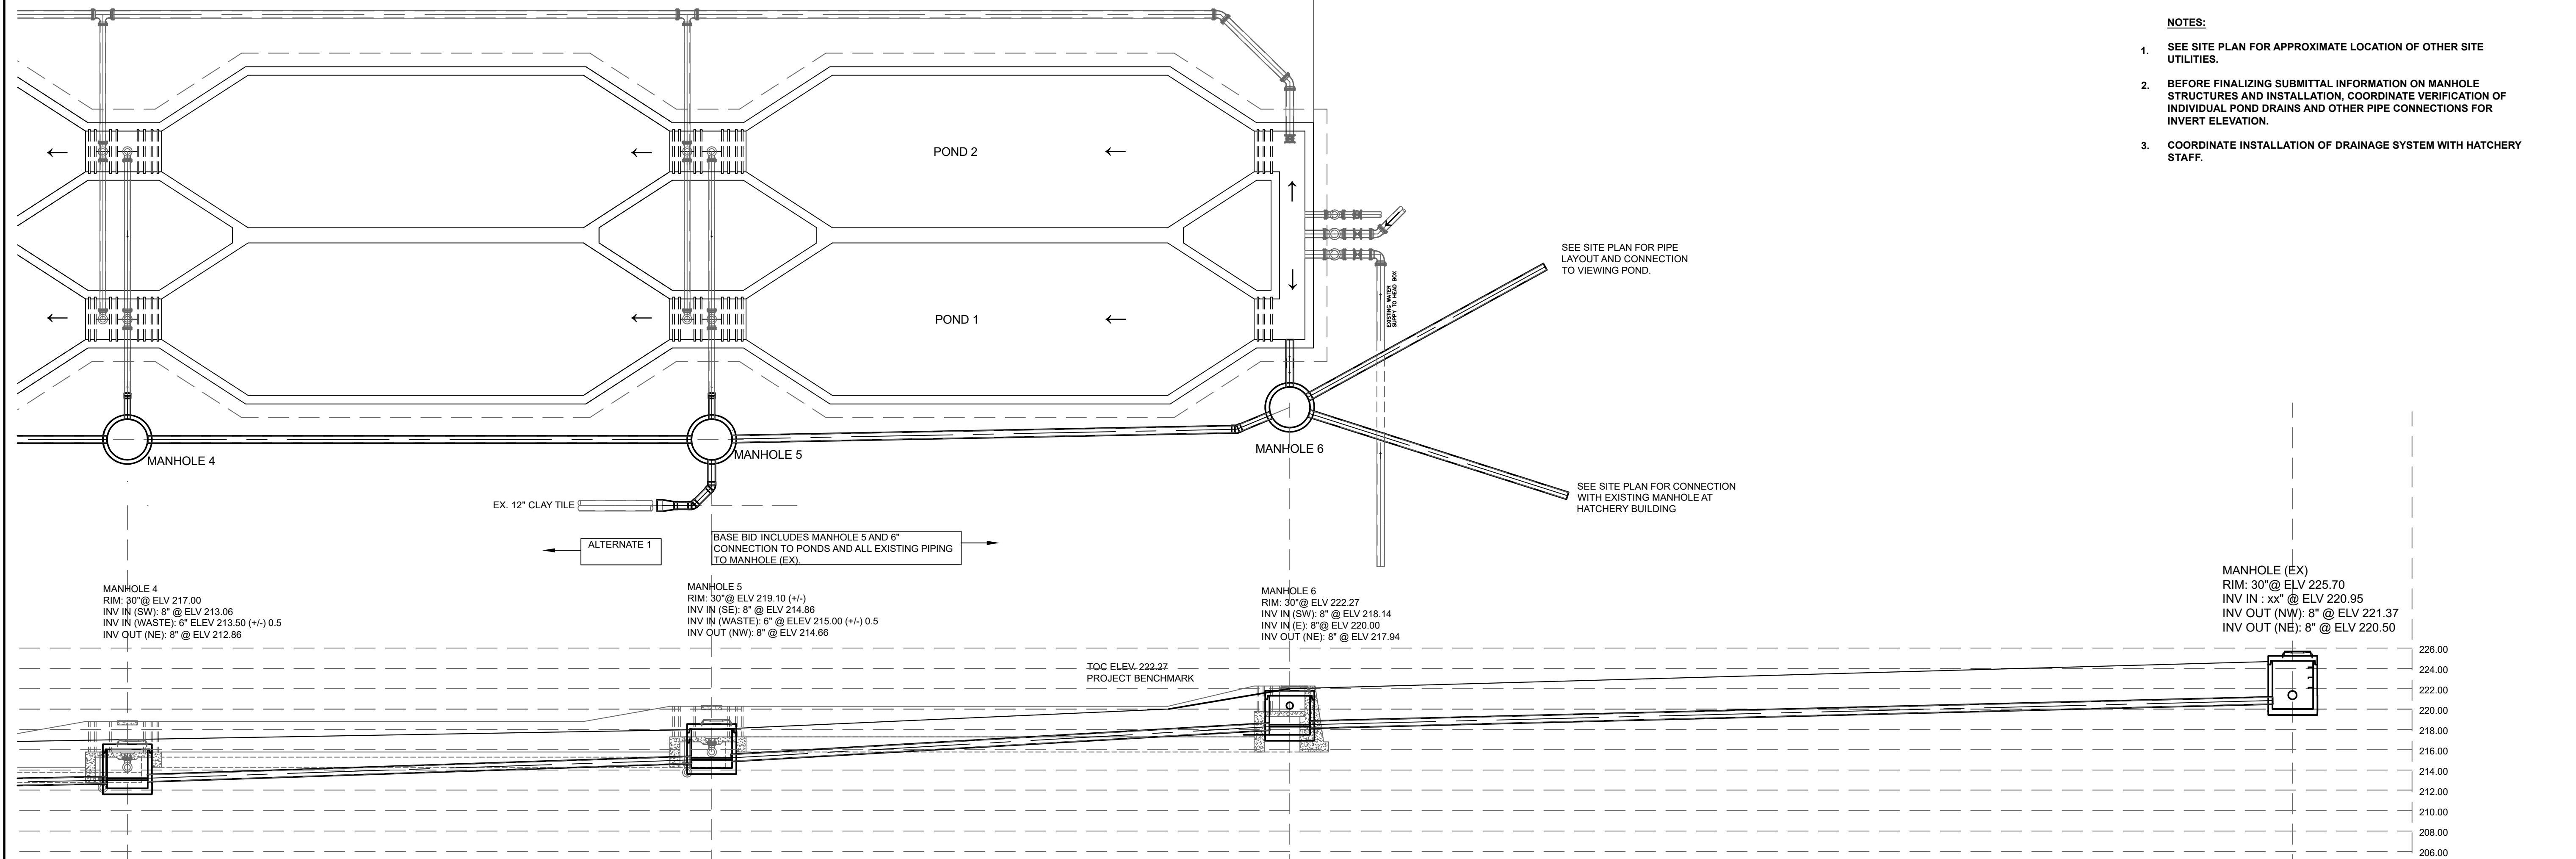 NOTES:
1. SEE SITE PLAN FOR APPROXIMATE LOCATION OF OTHER SITE
UTILITIES.
2. BEFORE FINALIZING SUBMITTAL INFORMATION ON MANHOLE
STRUCTURES AND INSTALLATION, COORDINATE VERIFICATION OF
INDIVIDUAL POND DRAINS AND OTHER PIPE CONNECTIONS FOR
INVERT ELEVATION.
3. COORDINATE INSTALLATION OF DRAINAGE SYSTEM WITH HATCHERY
STAFF.
POND 2
POND 1
SEE SITE PLAN FOR PIPE
LAYOUT AND CONNECTION
TO VIEWING POND.
EXISTING WATER
SUPPY TO HEAD BOX
MANHOLE 4
MANHOLE 5
MANHOLE 6
EX. 12" CLAY TILE
SEE SITE PLAN FOR CONNECTION
WITH EXISTING MANHOLE AT
HATCHERY BUILDING
ALTERNATE 1
BASE BID INCLUDES MANHOLE 5 AND 6"
CONNECTION TO PONDS AND ALL EXISTING PIPING
TO MANHOLE (EX).
MANHOLE 4
RIM: 30"@ ELV 217.00
INV IN (SW): 8" @ ELV 213.06
INV IN (WASTE): 6" ELEV 213.50 (+/-) 0.5
INV OUT (NE): 8" @ ELV 212.86
MANHOLE 5
RIM: 30"@ ELV 219.10 (+/-)
INV IN (SE): 8" @ ELV 214.86
INV IN (WASTE): 6" @ ELEV 215.00 (+/-) 0.5
INV OUT (NW): 8" @ ELV 214.66
MANHOLE 6
RIM: 30"@ ELV 222.27
INV IN (SW): 8" @ ELV 218.14
INV IN (E): 8"@ ELV 220.00
INV OUT (NE): 8" @ ELV 217.94
MANHOLE (EX)
RIM: 30"@ ELV 225.70
INV IN : xx" @ ELV 220.95
INV OUT (NW): 8" @ ELV 221.37
INV OUT (NE): 8" @ ELV 220.50
TOC ELEV. 222.27
PROJECT BENCHMARK
226.00
224.00
222.00
220.00
218.00
216.00
214.00
212.00
210.00
208.00
206.00